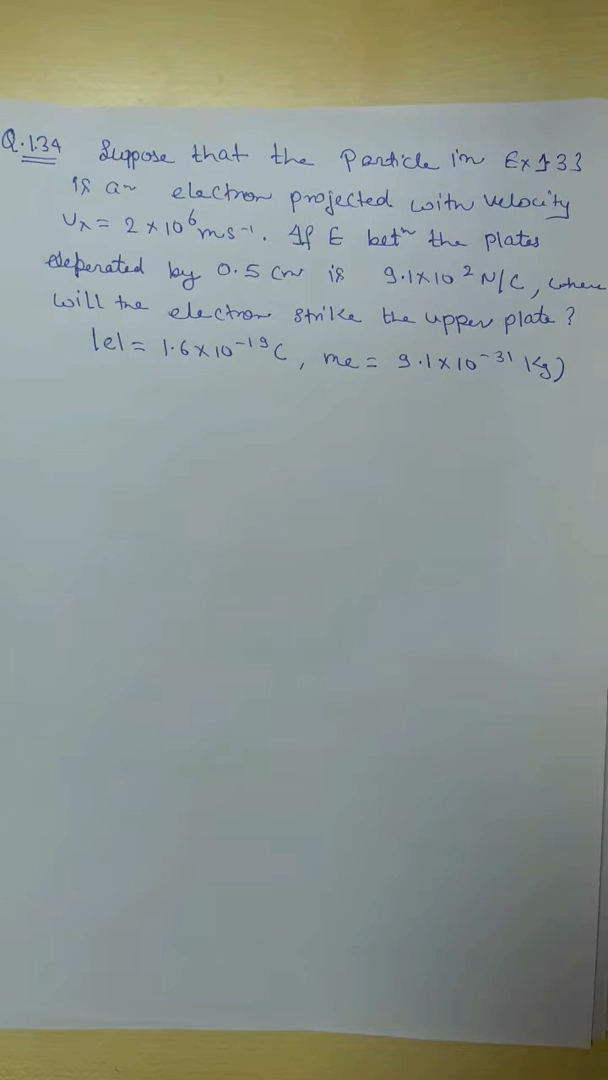 Q.1.34 Suppose that the Particle in Ex 1.33
is an electron projected with velocity
Vx = 2 × 10⁶ ms⁻¹. If E betⁿ the plates
seperated by 0.5 cm is 9.1×10² N/C, where
will the electron strike the upper plate?
|e| = 1.6×10⁻¹⁹C, me = 9.1×10⁻³¹ Kg)